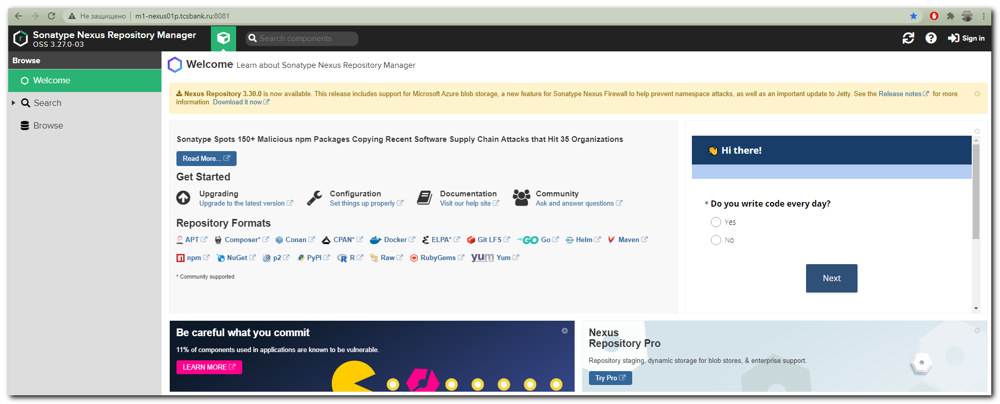 Не защищено
m1-nexus01p.tcsbank.ru:8081
Sonatype Nexus Repository Manager
OSS 3.27.0-03
Search components
Sign in
Browse
Welcome
Search
Browse
Welcome Learn about Sonatype Nexus Repository Manager
Nexus Repository 3.30.0 is now available. This release includes support for Microsoft Azure blob storage, a new feature for Sonatype Nexus Firewall to help prevent namespace attacks, as well as an important update to Jetty. See the Release notes for more
information. Download it now
Sonatype Spots 150+ Malicious npm Packages Copying Recent Software Supply Chain Attacks that Hit 35 Organizations
Read More...
Get Started
Upgrading
Upgrade to the latest version
Configuration
Set things up properly
Documentation
Visit our help site
Community
Ask and answer questions
Repository Formats
APT Composer* Conan CPAN* Docker ELPA* Git LFS GO Go HELM Helm Maven
npm NuGet p2 PyPI R R Raw RubyGems yum Yum
* Community supported
Hi there!
* Do you write code every day?
Yes
No
Next
Be careful what you commit
11% of components used in applications are known to be vulnerable.
LEARN MORE
Nexus
Repository Pro
Repository staging, dynamic storage for blob stores, & enterprise support.
Try Pro